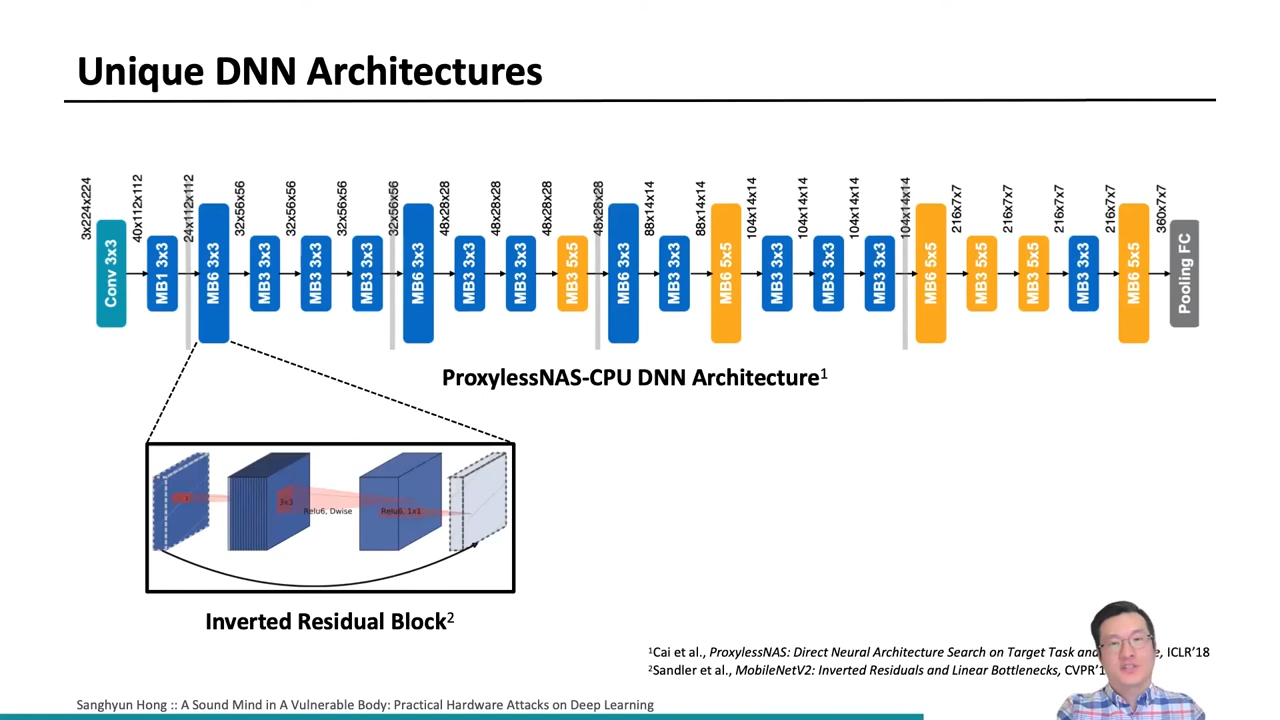 Unique DNN Architectures
3x224x224
Conv 3x3
40x112x112
MB1 3x3
24x112x112
MB6 3x3
32x56x56
MB3 3x3
32x56x56
MB3 3x3
32x56x56
MB3 3x3
32x56x56
MB6 3x3
48x28x28
MB3 3x3
48x28x28
MB3 3x3
48x28x28
MB3 5x5
48x28x28
MB6 3x3
88x14x14
MB3 3x3
88x14x14
MB6 5x5
104x14x14
MB3 3x3
104x14x14
MB3 3x3
104x14x14
MB3 3x3
104x14x14
MB6 5x5
216x7x7
MB3 5x5
216x7x7
MB3 5x5
216x7x7
MB3 3x3
216x7x7
MB6 5x5
360x7x7
Pooling FC
ProxylessNAS-CPU DNN Architecture1
3x3
Relu6, Dwise
Relu6, 1x1
Inverted Residual Block2
1Cai et al., ProxylessNAS: Direct Neural Architecture Search on Target Task and ICLR'18
2Sandler et al., MobileNetV2: Inverted Residuals and Linear Bottlenecks,
Sanghyun Hong :: A Sound Mind in A Vulnerable Body: Practical Hardware Attacks on Deep Learning